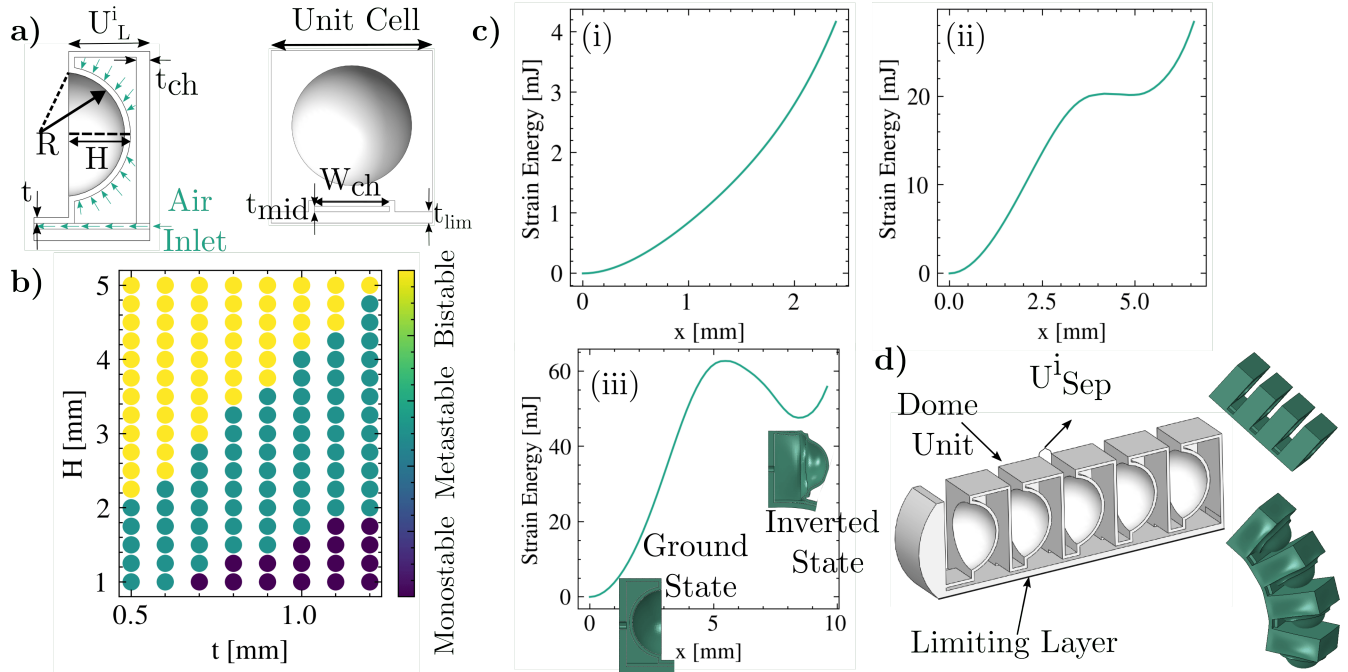 a)
U^i_L
t_ch
R
H
t
Air
Inlet
Unit Cell
W_ch
t_mid
t_lim
b)
H [mm]
5
4
3
2
1
0.5
1.0
t [mm]
Monostable Metastable Bistable
c)
(i)
Strain Energy [mJ]
4
3
2
1
0
0
1
2
x [mm]
(ii)
Strain Energy [mJ]
20
10
0
0.0
2.5
5.0
x [mm]
(iii)
Strain Energy [mJ]
60
40
20
0
Ground
State
Inverted
State
0
5
10
x [mm]
d)
U^i_Sep
Dome
Unit
Limiting Layer